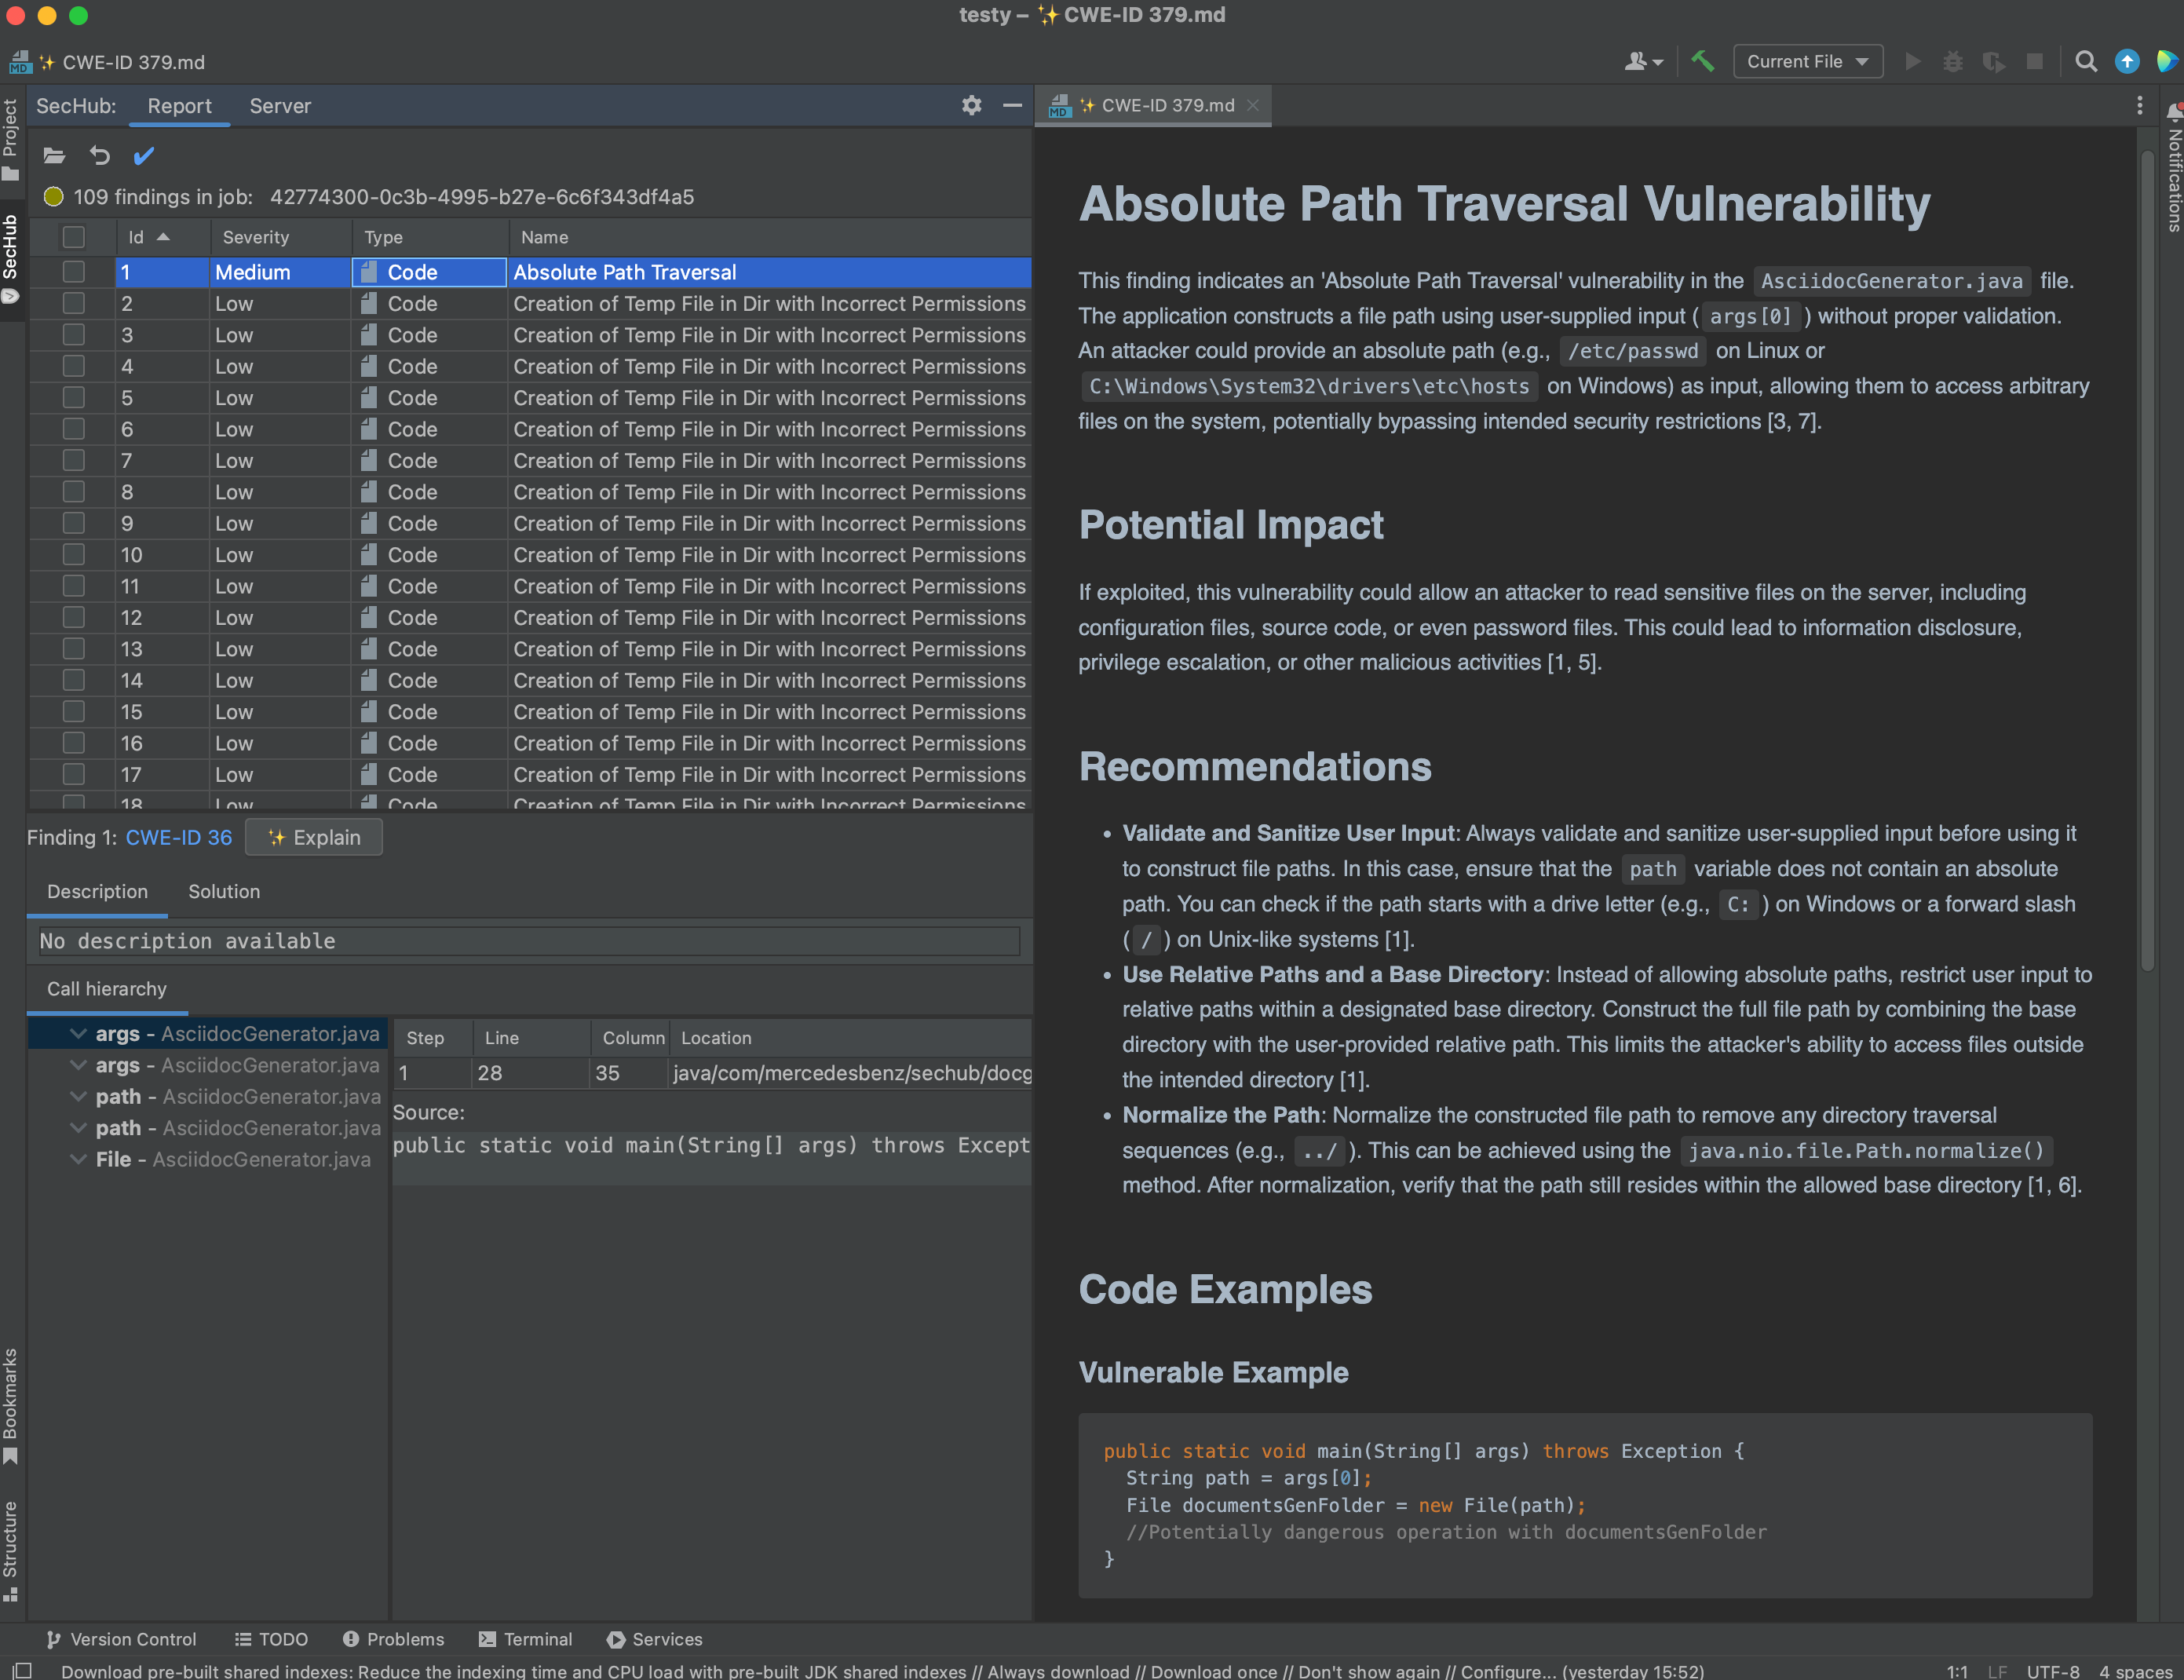 testy – ✨CWE-ID 379.md
MD ✨ CWE-ID 379.md
Current File
SecHub:
Report
Server
MD ✨ CWE-ID 379.md
Project
SecHub
Bookmarks
Structure
Notifications
109 findings in job: 42774300-0c3b-4995-b27e-6c6f343df4a5
Id Severity Type Name
1 Medium Code Absolute Path Traversal
2 Low Code Creation of Temp File in Dir with Incorrect Permissions
3 Low Code Creation of Temp File in Dir with Incorrect Permissions
4 Low Code Creation of Temp File in Dir with Incorrect Permissions
5 Low Code Creation of Temp File in Dir with Incorrect Permissions
6 Low Code Creation of Temp File in Dir with Incorrect Permissions
7 Low Code Creation of Temp File in Dir with Incorrect Permissions
8 Low Code Creation of Temp File in Dir with Incorrect Permissions
9 Low Code Creation of Temp File in Dir with Incorrect Permissions
10 Low Code Creation of Temp File in Dir with Incorrect Permissions
11 Low Code Creation of Temp File in Dir with Incorrect Permissions
12 Low Code Creation of Temp File in Dir with Incorrect Permissions
13 Low Code Creation of Temp File in Dir with Incorrect Permissions
14 Low Code Creation of Temp File in Dir with Incorrect Permissions
15 Low Code Creation of Temp File in Dir with Incorrect Permissions
16 Low Code Creation of Temp File in Dir with Incorrect Permissions
17 Low Code Creation of Temp File in Dir with Incorrect Permissions
18 Low Code Creation of Temp File in Dir with Incorrect Permissions
Finding 1: CWE-ID 36 ✨ Explain
Description Solution
No description available
Call hierarchy
args – AsciidocGenerator.java
args – AsciidocGenerator.java
path – AsciidocGenerator.java
path – AsciidocGenerator.java
File – AsciidocGenerator.java
Step Line Column Location
1 28 35 java/com/mercedesbenz/sechub/docg
Source:
public static void main(String[] args) throws Except
Absolute Path Traversal Vulnerability
This finding indicates an 'Absolute Path Traversal' vulnerability in the AsciidocGenerator.java file.
The application constructs a file path using user-supplied input ( args[0] ) without proper validation.
An attacker could provide an absolute path (e.g., /etc/passwd on Linux or
C:\Windows\System32\drivers\etc\hosts on Windows) as input, allowing them to access arbitrary
files on the system, potentially bypassing intended security restrictions [3, 7].
Potential Impact
If exploited, this vulnerability could allow an attacker to read sensitive files on the server, including
configuration files, source code, or even password files. This could lead to information disclosure,
privilege escalation, or other malicious activities [1, 5].
Recommendations
• Validate and Sanitize User Input: Always validate and sanitize user-supplied input before using it
to construct file paths. In this case, ensure that the path variable does not contain an absolute
path. You can check if the path starts with a drive letter (e.g., C: ) on Windows or a forward slash
( / ) on Unix-like systems [1].
• Use Relative Paths and a Base Directory: Instead of allowing absolute paths, restrict user input to
relative paths within a designated base directory. Construct the full file path by combining the base
directory with the user-provided relative path. This limits the attacker's ability to access files outside
the intended directory [1].
• Normalize the Path: Normalize the constructed file path to remove any directory traversal
sequences (e.g., ../ ). This can be achieved using the java.nio.file.Path.normalize()
method. After normalization, verify that the path still resides within the allowed base directory [1, 6].
Code Examples
Vulnerable Example
public static void main(String[] args) throws Exception {
String path = args[0];
File documentsGenFolder = new File(path);
//Potentially dangerous operation with documentsGenFolder
}
Version Control TODO Problems Terminal Services
Download pre-built shared indexes: Reduce the indexing time and CPU load with pre-built JDK shared indexes // Always download // Download once // Don't show again // Configure... (yesterday 15:52) 1:1 LF UTF-8 4 spaces